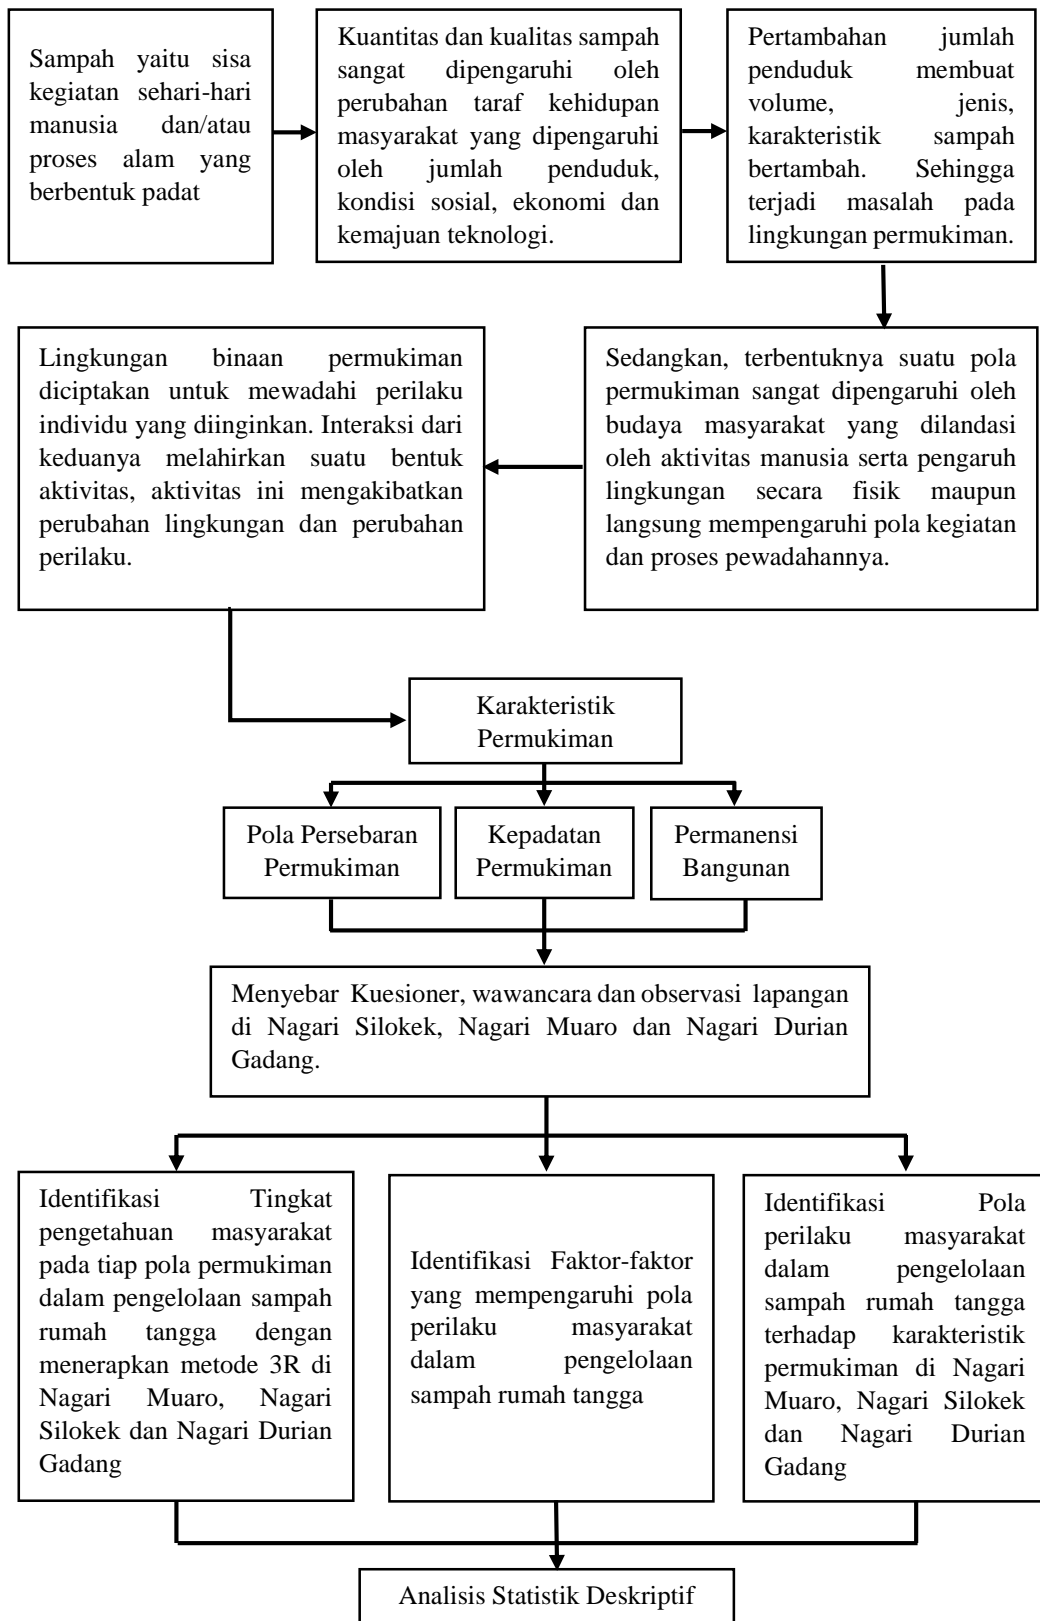 Sampah yaitu sisa
kegiatan sehari-hari
manusia dan/atau
proses alam yang
berbentuk padat
Kuantitas dan kualitas sampah
sangat dipengaruhi oleh
perubahan taraf kehidupan
masyarakat yang dipengaruhi
oleh jumlah penduduk,
kondisi sosial, ekonomi dan
kemajuan teknologi.
Pertambahan jumlah
penduduk membuat
volume, jenis,
karakteristik sampah
bertambah. Sehingga
terjadi masalah pada
lingkungan permukiman.
Sedangkan, terbentuknya suatu pola
permukiman sangat dipengaruhi oleh
budaya masyarakat yang dilandasi
oleh aktivitas manusia serta pengaruh
lingkungan secara fisik maupun
langsung mempengaruhi pola kegiatan
dan proses pewadahannya.
Lingkungan binaan permukiman
diciptakan untuk mewadahi perilaku
individu yang diinginkan. Interaksi dari
keduanya melahirkan suatu bentuk
aktivitas, aktivitas ini mengakibatkan
perubahan lingkungan dan perubahan
perilaku.
Karakteristik
Permukiman
Pola Persebaran
Permukiman
Kepadatan
Permukiman
Permanensi
Bangunan
Menyebar Kuesioner, wawancara dan observasi lapangan
di Nagari Silokek, Nagari Muaro dan Nagari Durian
Gadang.
Identifikasi Tingkat
pengetahuan masyarakat
pada tiap pola permukiman
dalam pengelolaan sampah
rumah tangga dengan
menerapkan metode 3R di
Nagari Muaro, Nagari
Silokek dan Nagari Durian
Gadang
Identifikasi Faktor-faktor
yang mempengaruhi pola
perilaku masyarakat
dalam pengelolaan
sampah rumah tangga
Identifikasi Pola
perilaku masyarakat
dalam pengelolaan
sampah rumah tangga
terhadap karakteristik
permukiman di Nagari
Muaro, Nagari Silokek
dan Nagari Durian
Gadang
Analisis Statistik Deskriptif